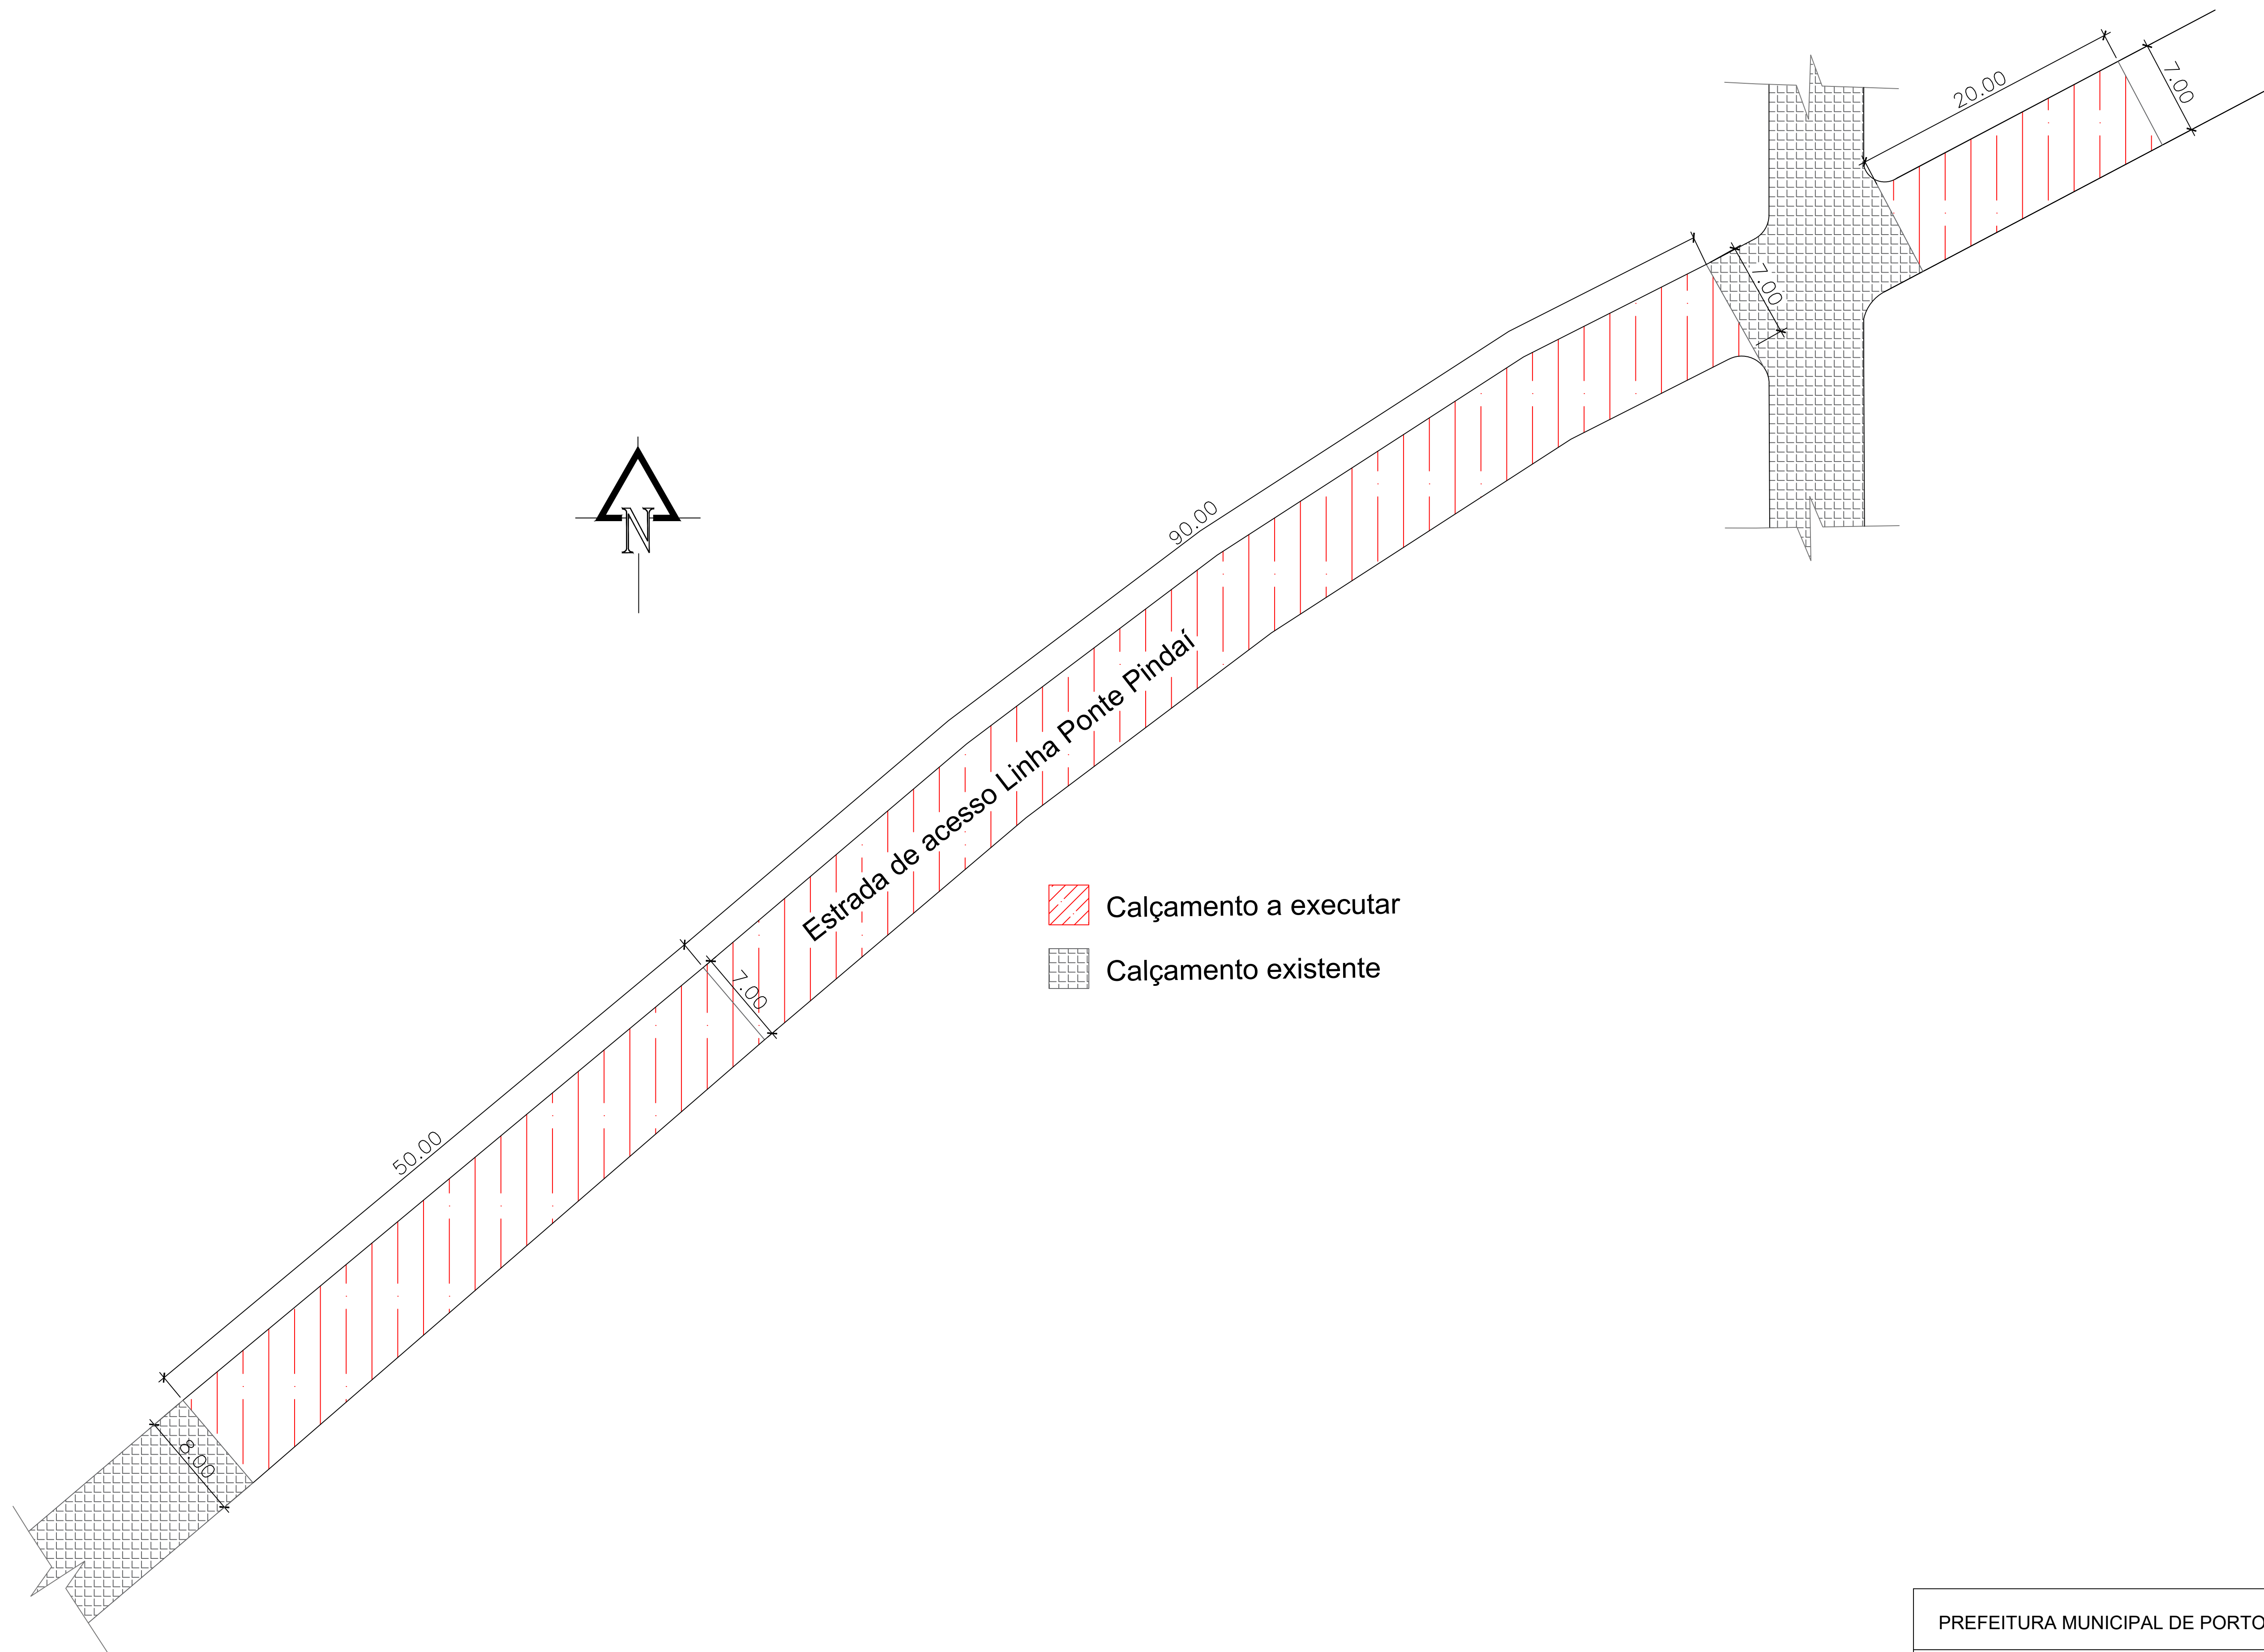 20.00
7.00
7.00
90.00
N
Estrada de acesso Linha Ponte Pindaí
Calçamento a executar
7.00
Calçamento existente
50.00
8.00
PREFEITURA MUNICIPAL DE PORTO